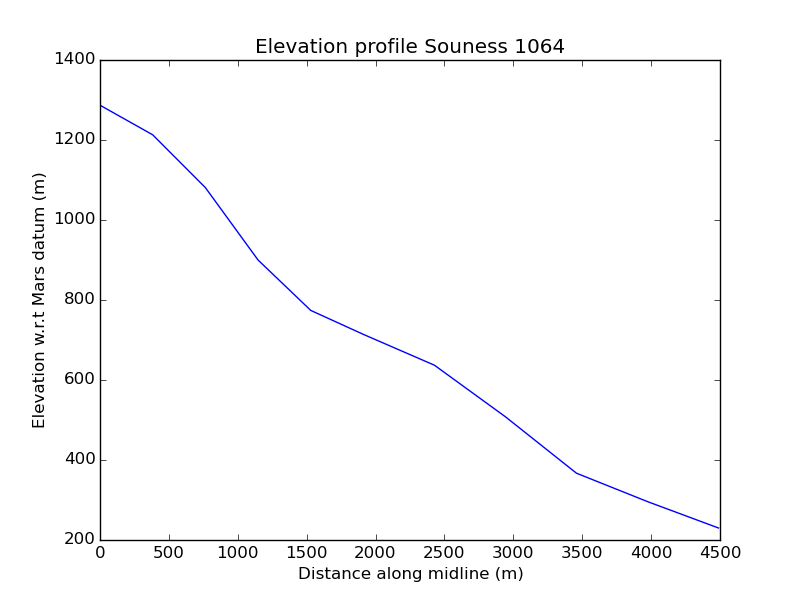 Elevation profile Souness 1064
Elevation w.r.t Mars datum (m)
1400
1200
1000
800
600
400
200
0 500 1000 1500 2000 2500 3000 3500 4000 4500
Distance along midline (m)